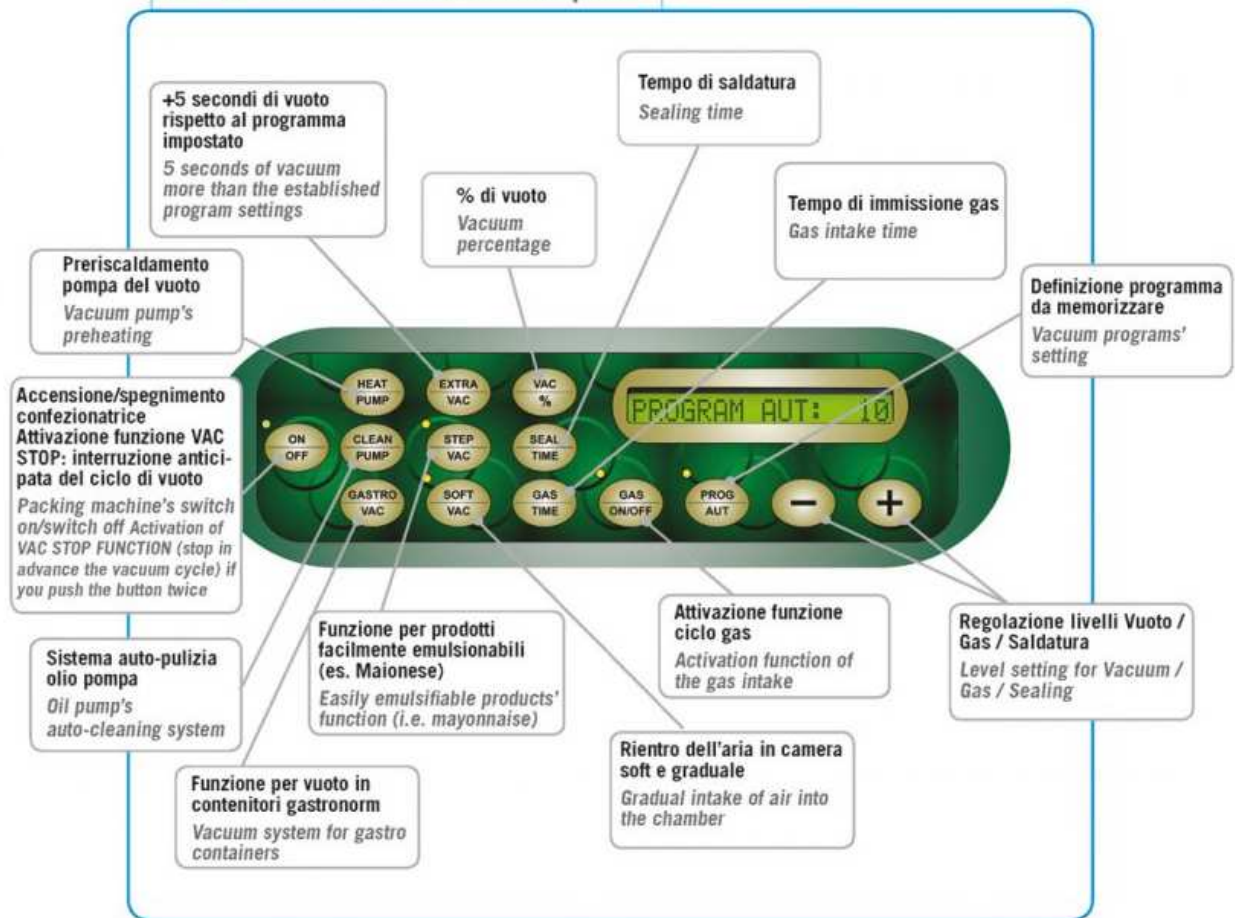 +5 secondi di vuoto
rispetto al programma
impostato
5 seconds of vacuum
more than the established
program settings
Tempo di saldatura
Sealing time
% di vuoto
Vacuum
percentage
Tempo di immissione gas
Gas intake time
Preriscaldamento
pompa del vuoto
Vacuum pump's
preheating
Definizione programma
da memorizzare
Vacuum programs'
setting
Accensione/spegnimento
confezionatrice
Attivazione funzione VAC
STOP: interruzione antici-
pata del ciclo di vuoto
Packing machine's switch
on/switch off Activation of
VAC STOP FUNCTION (stop in
advance the vacuum cycle) if
you push the button twice
HEAT
PUMP
EXTRA
VAC
VAC
%
PROGRAM AUT: 10
ON
OFF
CLEAN
PUMP
STEP
VAC
SEAL
TIME
GASTRO
VAC
SOFT
VAC
GAS
TIME
GAS
ON/OFF
PROG
AUT
−
+
Sistema auto-pulizia
olio pompa
Oil pump's
auto-cleaning system
Funzione per prodotti
facilmente emulsionabili
(es. Maionese)
Easily emulsifiable products'
function (i.e. mayonnaise)
Attivazione funzione
ciclo gas
Activation function of
the gas intake
Regolazione livelli Vuoto /
Gas / Saldatura
Level setting for Vacuum /
Gas / Sealing
Funzione per vuoto in
contenitori gastronorm
Vacuum system for gastro
containers
Rientro dell'aria in camera
soft e graduale
Gradual intake of air into
the chamber